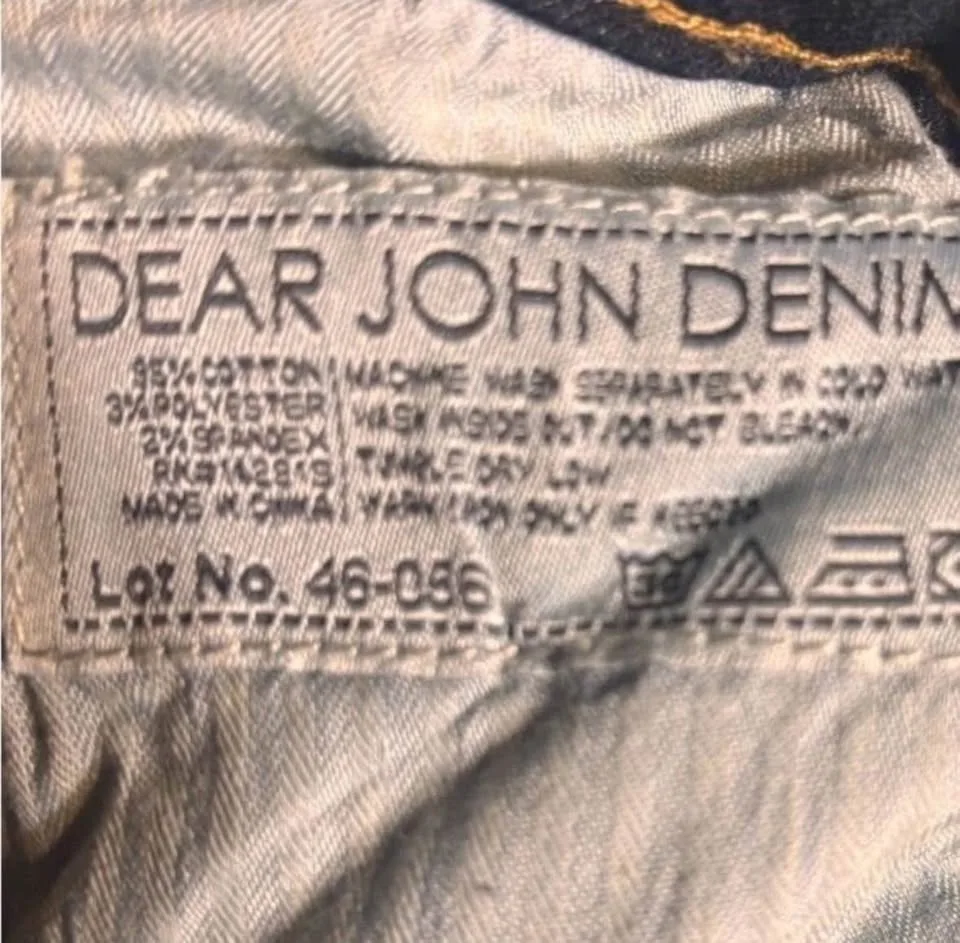 DEAR JOHN DENIM
95% COTTON
3% POLYESTER
2% SPANDEX
MADE IN CHINA
MACHINE WASH SEPARATELY IN COLD WAT
WASH INSIDE OUT/DO NOT BLEACH/
TUMBLE DRY LOW
WARM IRON ONLY IF NEEDED
Lot No. 46-056